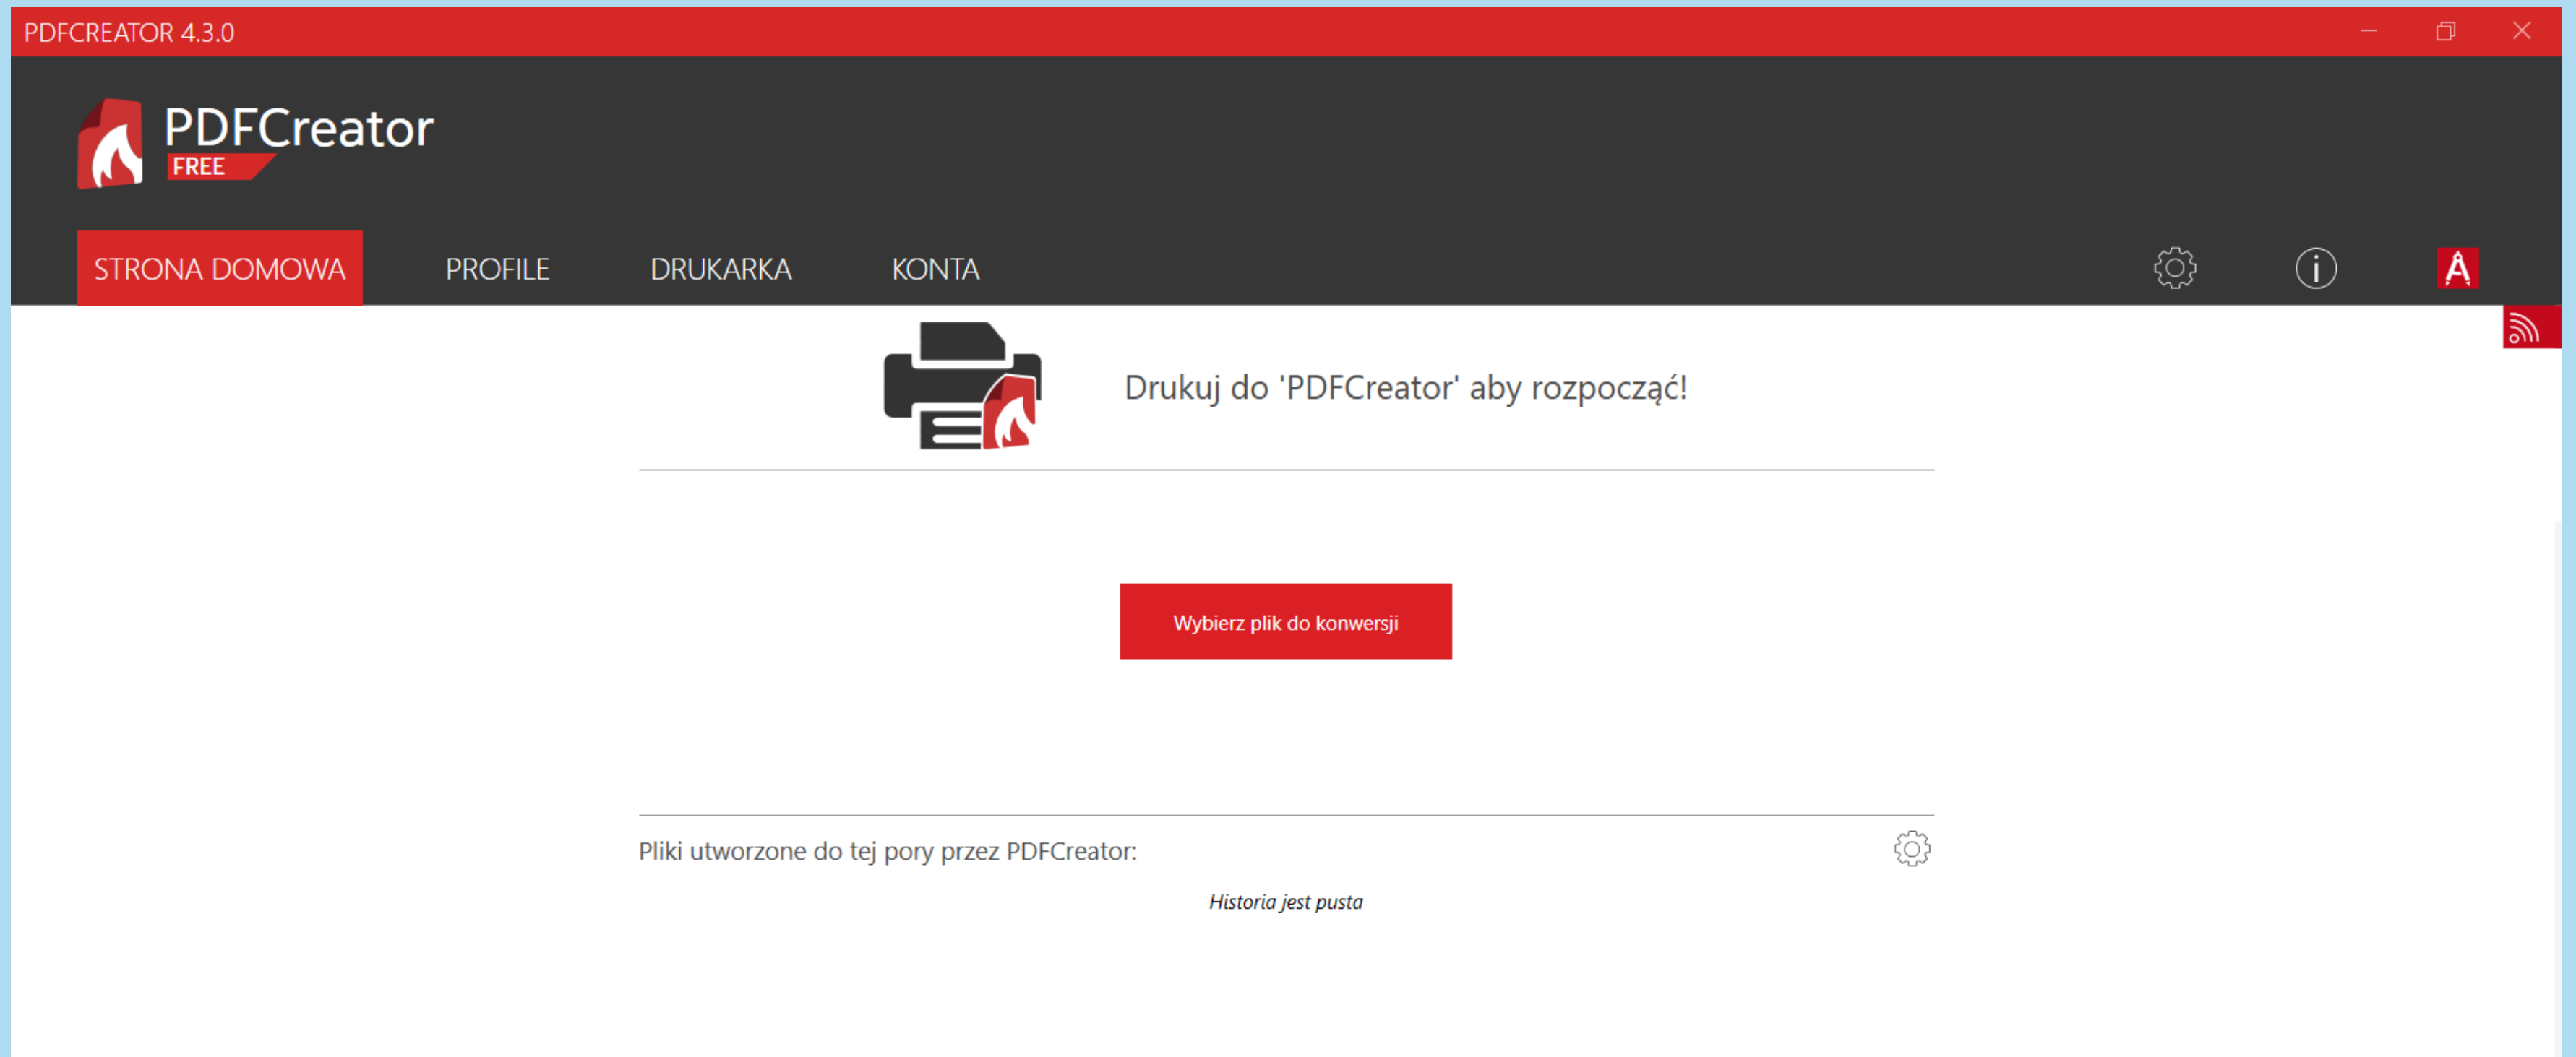 PDFCREATOR 4.3.0
PDFCreator
FREE
STRONA DOMOWA PROFILE DRUKARKA KONTA
Drukuj do 'PDFCreator' aby rozpocząć!
Wybierz plik do konwersji
Pliki utworzone do tej pory przez PDFCreator:
Historia jest pusta